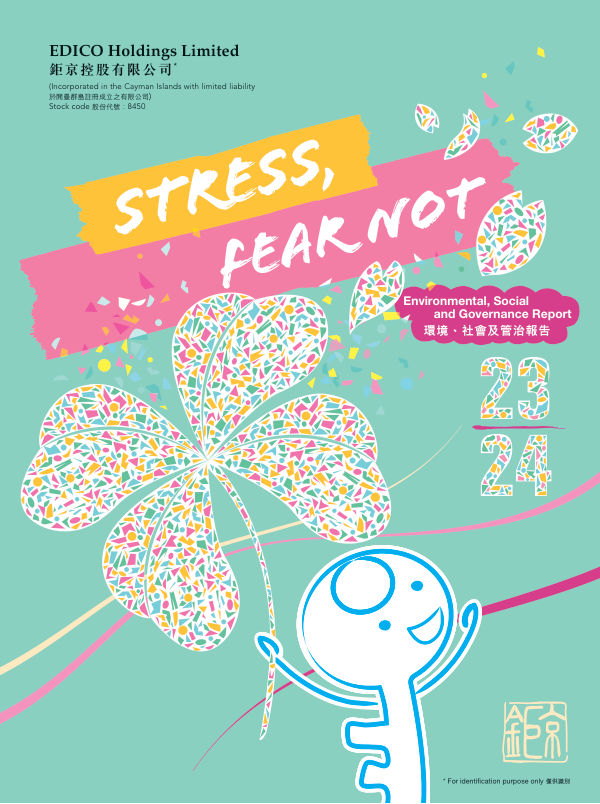 EDICO Holdings Limited
鉅京控股有限公司*
(Incorporated in the Cayman Islands with limited liability
於開曼群島註冊成立之有限公司)
Stock code 股份代號：8450
STRESS,
FEAR NOT
Environmental, Social
and Governance Report
環境、社會及管治報告
23
24
鉅京
* For identification purpose only 僅供識別